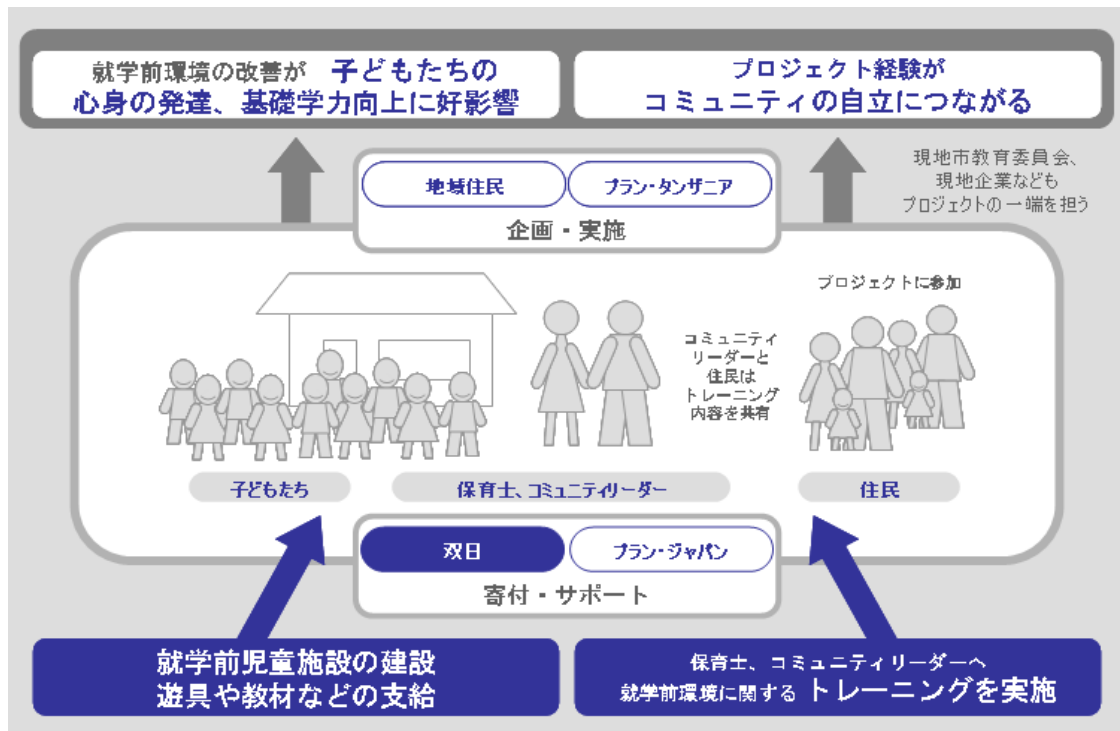 就学前環境の改善が 子どもたちの
心身の発達、基礎学力向上に好影響
プロジェクト経験が
コミュニティの自立につながる
現地市教育委員会、
現地企業なども
プロジェクトの一端を担う
地域住民
プラン・タンザニア
企画・実施
プロジェクトに参加
コミュニティ
リーダーと
住民は
トレーニング
内容を共有
子どもたち
保育士、コミュニティリーダー
住民
双日
プラン・ジャパン
寄付・サポート
就学前児童施設の建設
遊具や教材などの支給
保育士、コミュニティリーダーへ
就学前環境に関する トレーニングを実施